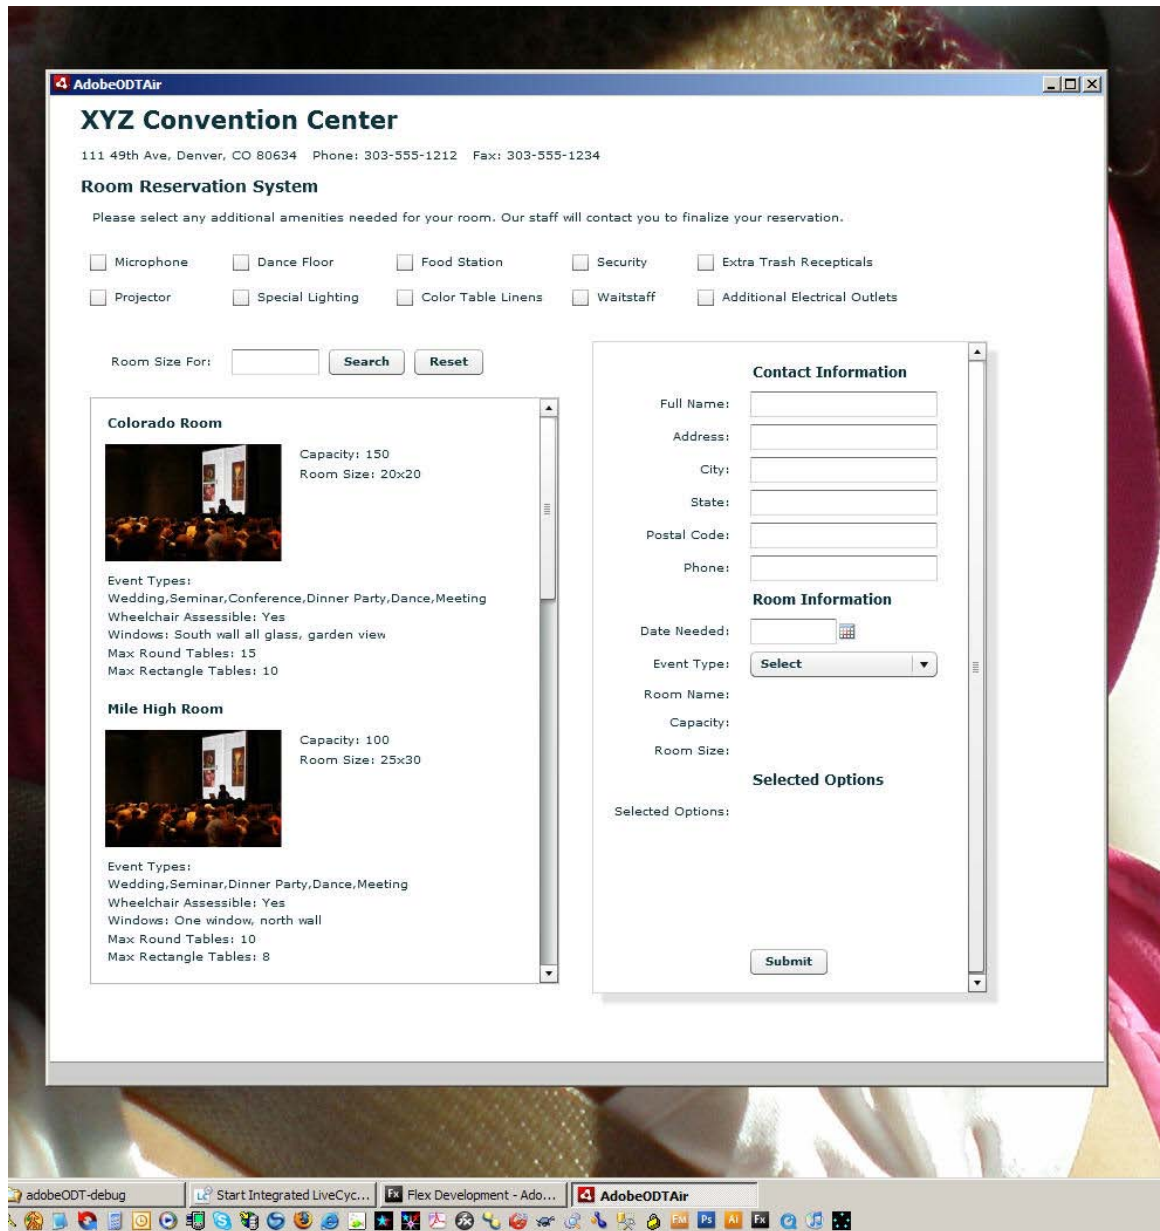 AdobeODTAir
XYZ Convention Center
111 49th Ave, Denver, CO 80634 Phone: 303-555-1212 Fax: 303-555-1234
Room Reservation System
Please select any additional amenities needed for your room. Our staff will contact you to finalize your reservation.
Microphone Dance Floor Food Station Security Extra Trash Recepticals
Projector Special Lighting Color Table Linens Waitstaff Additional Electrical Outlets
Room Size For: Search Reset
Colorado Room
Capacity: 150
Room Size: 20x20
Event Types:
Wedding,Seminar,Conference,Dinner Party,Dance,Meeting
Wheelchair Assessible: Yes
Windows: South wall all glass, garden view
Max Round Tables: 15
Max Rectangle Tables: 10
Mile High Room
Capacity: 100
Room Size: 25x30
Event Types:
Wedding,Seminar,Dinner Party,Dance,Meeting
Wheelchair Assessible: Yes
Windows: One window, north wall
Max Round Tables: 10
Max Rectangle Tables: 8
Contact Information
Full Name:
Address:
City:
State:
Postal Code:
Phone:
Room Information
Date Needed:
Event Type: Select
Room Name:
Capacity:
Room Size:
Selected Options
Selected Options:
Submit
adobeODT-debug Start Integrated LiveCyc... Flex Development - Ado... AdobeODTAir